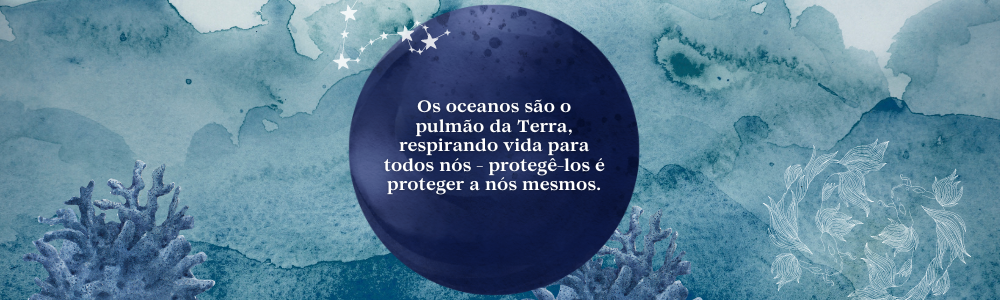 Os oceanos são o
pulmão da Terra,
respirando vida para
todos nós - protegê-los é
proteger a nós mesmos.